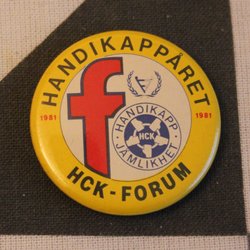 HANDIKAPPÅRET
1981 1981
f
HANDIKAPP
HCK
JÄMLIKHET
HCK-FORUM